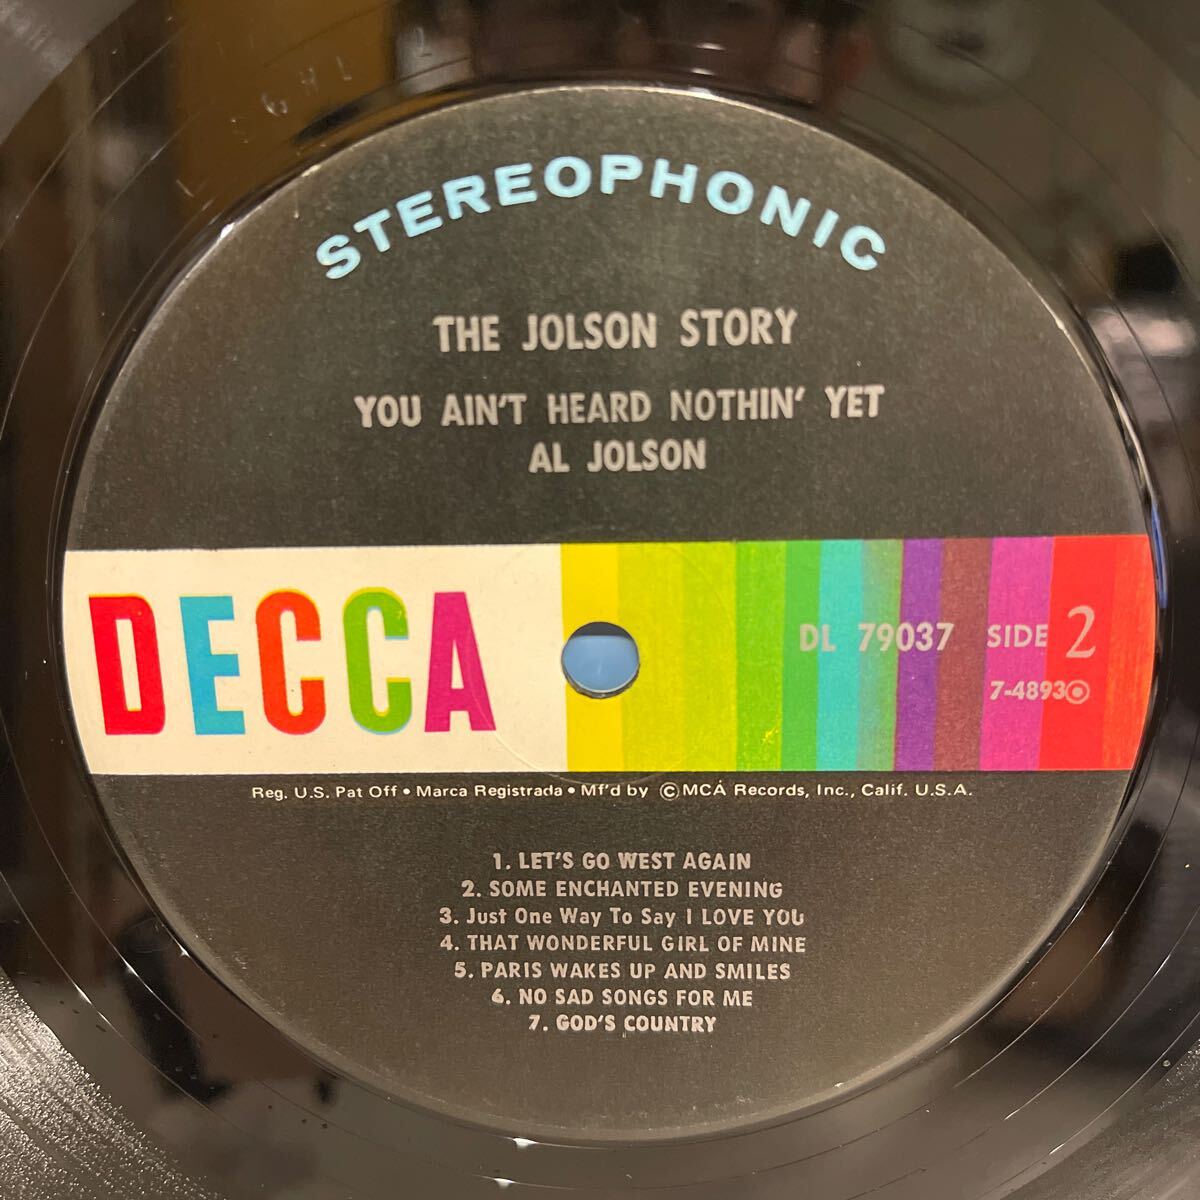 STEREOPHONIC
THE JOLSON STORY
YOU AIN'T HEARD NOTHIN' YET
AL JOLSON
DECCA
DL 79037 SIDE 2
7-4893
Reg. U.S. Pat Off • Marca Registrada • Mf'd by ©MCA Records, Inc., Calif. U.S.A.
1. LET'S GO WEST AGAIN
2. SOME ENCHANTED EVENING
3. Just One Way To Say I LOVE YOU
4. THAT WONDERFUL GIRL OF MINE
5. PARIS WAKES UP AND SMILES
6. NO SAD SONGS FOR ME
7. GOD'S COUNTRY